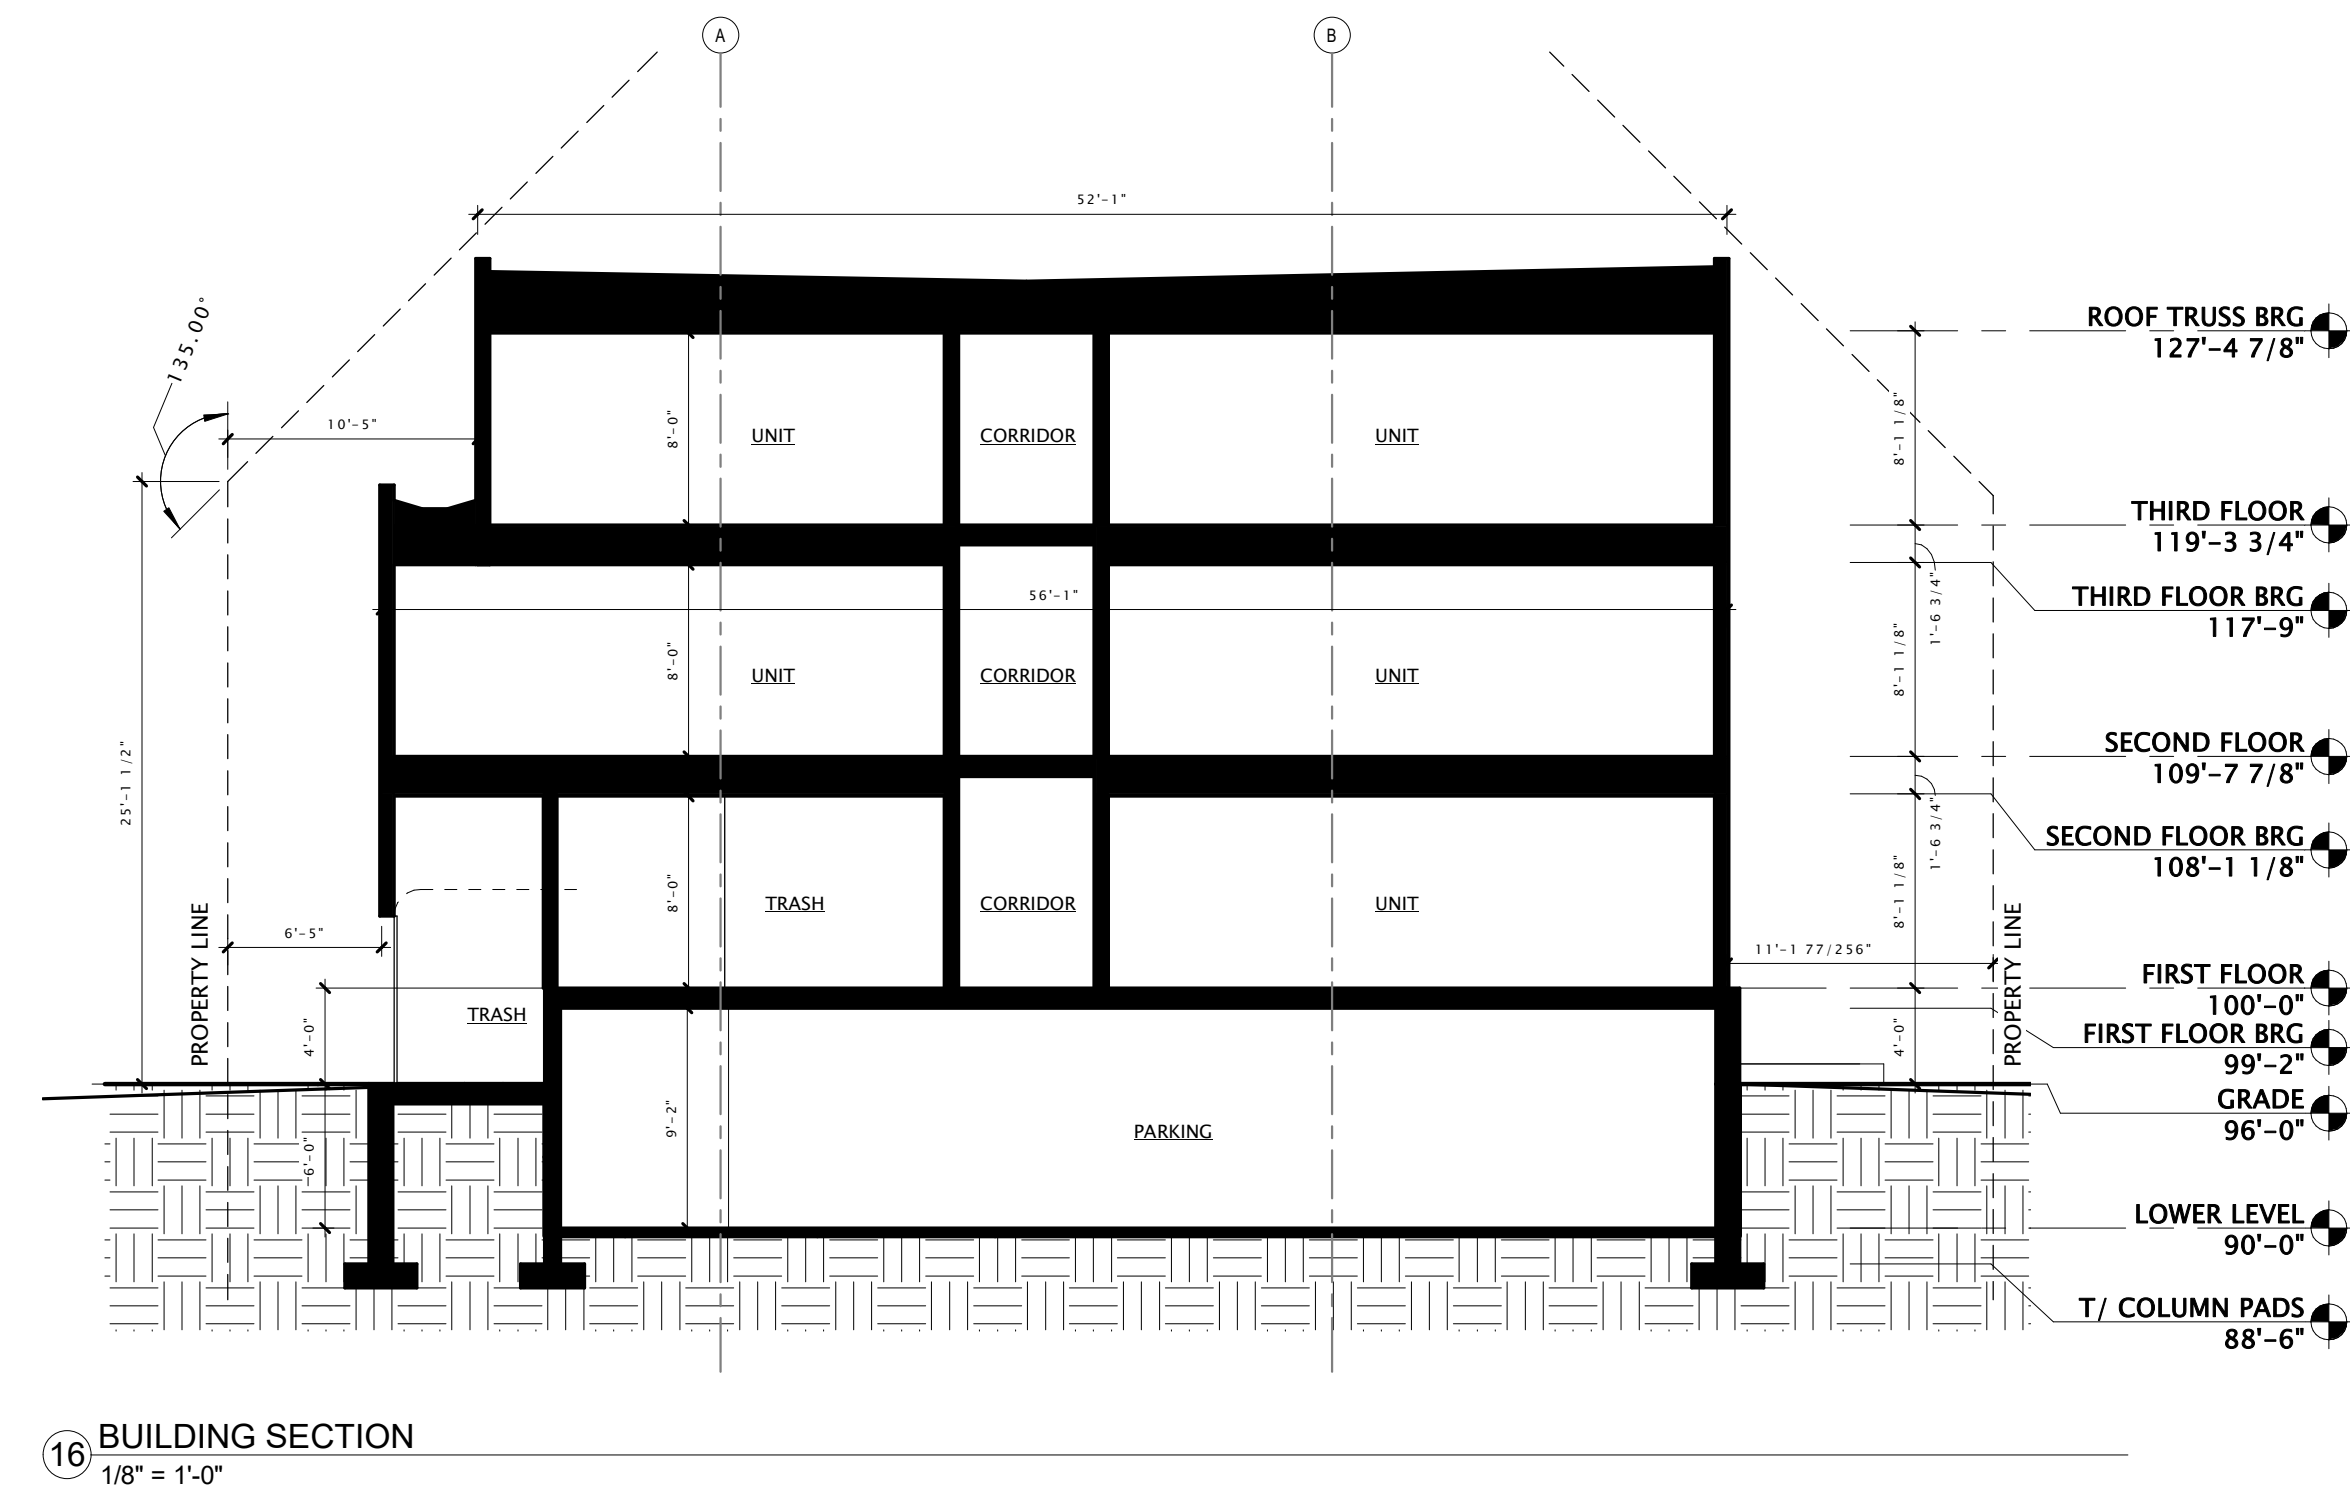 A
B
52'-1"
ROOF TRUSS BRG
127'-4 7/8"
135.00°
10'-5"
8'-0"
UNIT
CORRIDOR
UNIT
8'-1 1/8"
THIRD FLOOR
119'-3 3/4"
56'-1"
1'-6 3/4"
THIRD FLOOR BRG
117'-9"
8'-0"
UNIT
CORRIDOR
UNIT
8'-1 1/8"
25'-1 1/2"
SECOND FLOOR
109'-7 7/8"
1'-6 3/4"
SECOND FLOOR BRG
108'-1 1/8"
8'-0"
TRASH
CORRIDOR
UNIT
8'-1 1/8"
PROPERTY LINE
6'-5"
11'-1 77/256"
PROPERTY LINE
FIRST FLOOR
100'-0"
TRASH
4'-0"
4'-0"
FIRST FLOOR BRG
99'-2"
GRADE
96'-0"
6'-0"
9'-2"
PARKING
LOWER LEVEL
90'-0"
T/ COLUMN PADS
88'-6"
16
BUILDING SECTION
1/8" = 1'-0"